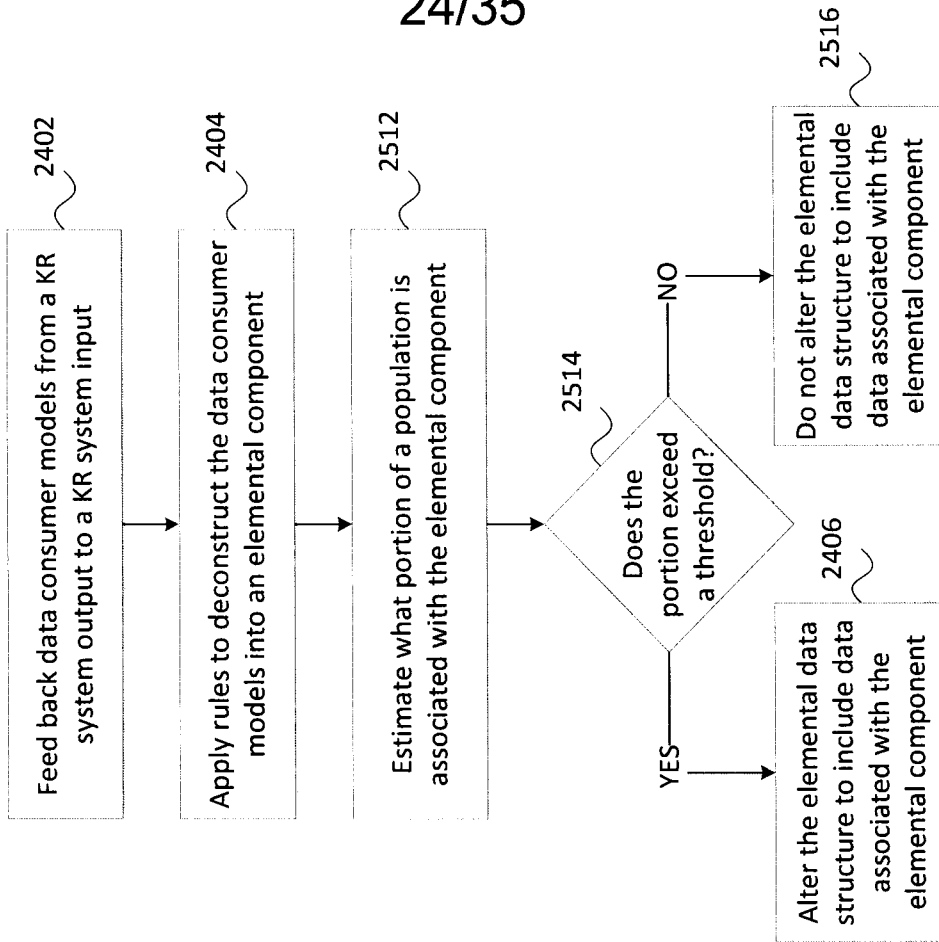 24/35
2402
Feed back data consumer models from a KR
system output to a KR system input
2404
Apply rules to deconstruct the data consumer
models into an elemental component
2512
Estimate what portion of a population is
associated with the elemental component
2514
Does the
portion exceed
a threshold?
YES
NO
2406
Alter the elemental data
structure to include data
associated with the
elemental component
2516
Do not alter the elemental
data structure to include
data associated with the
elemental component